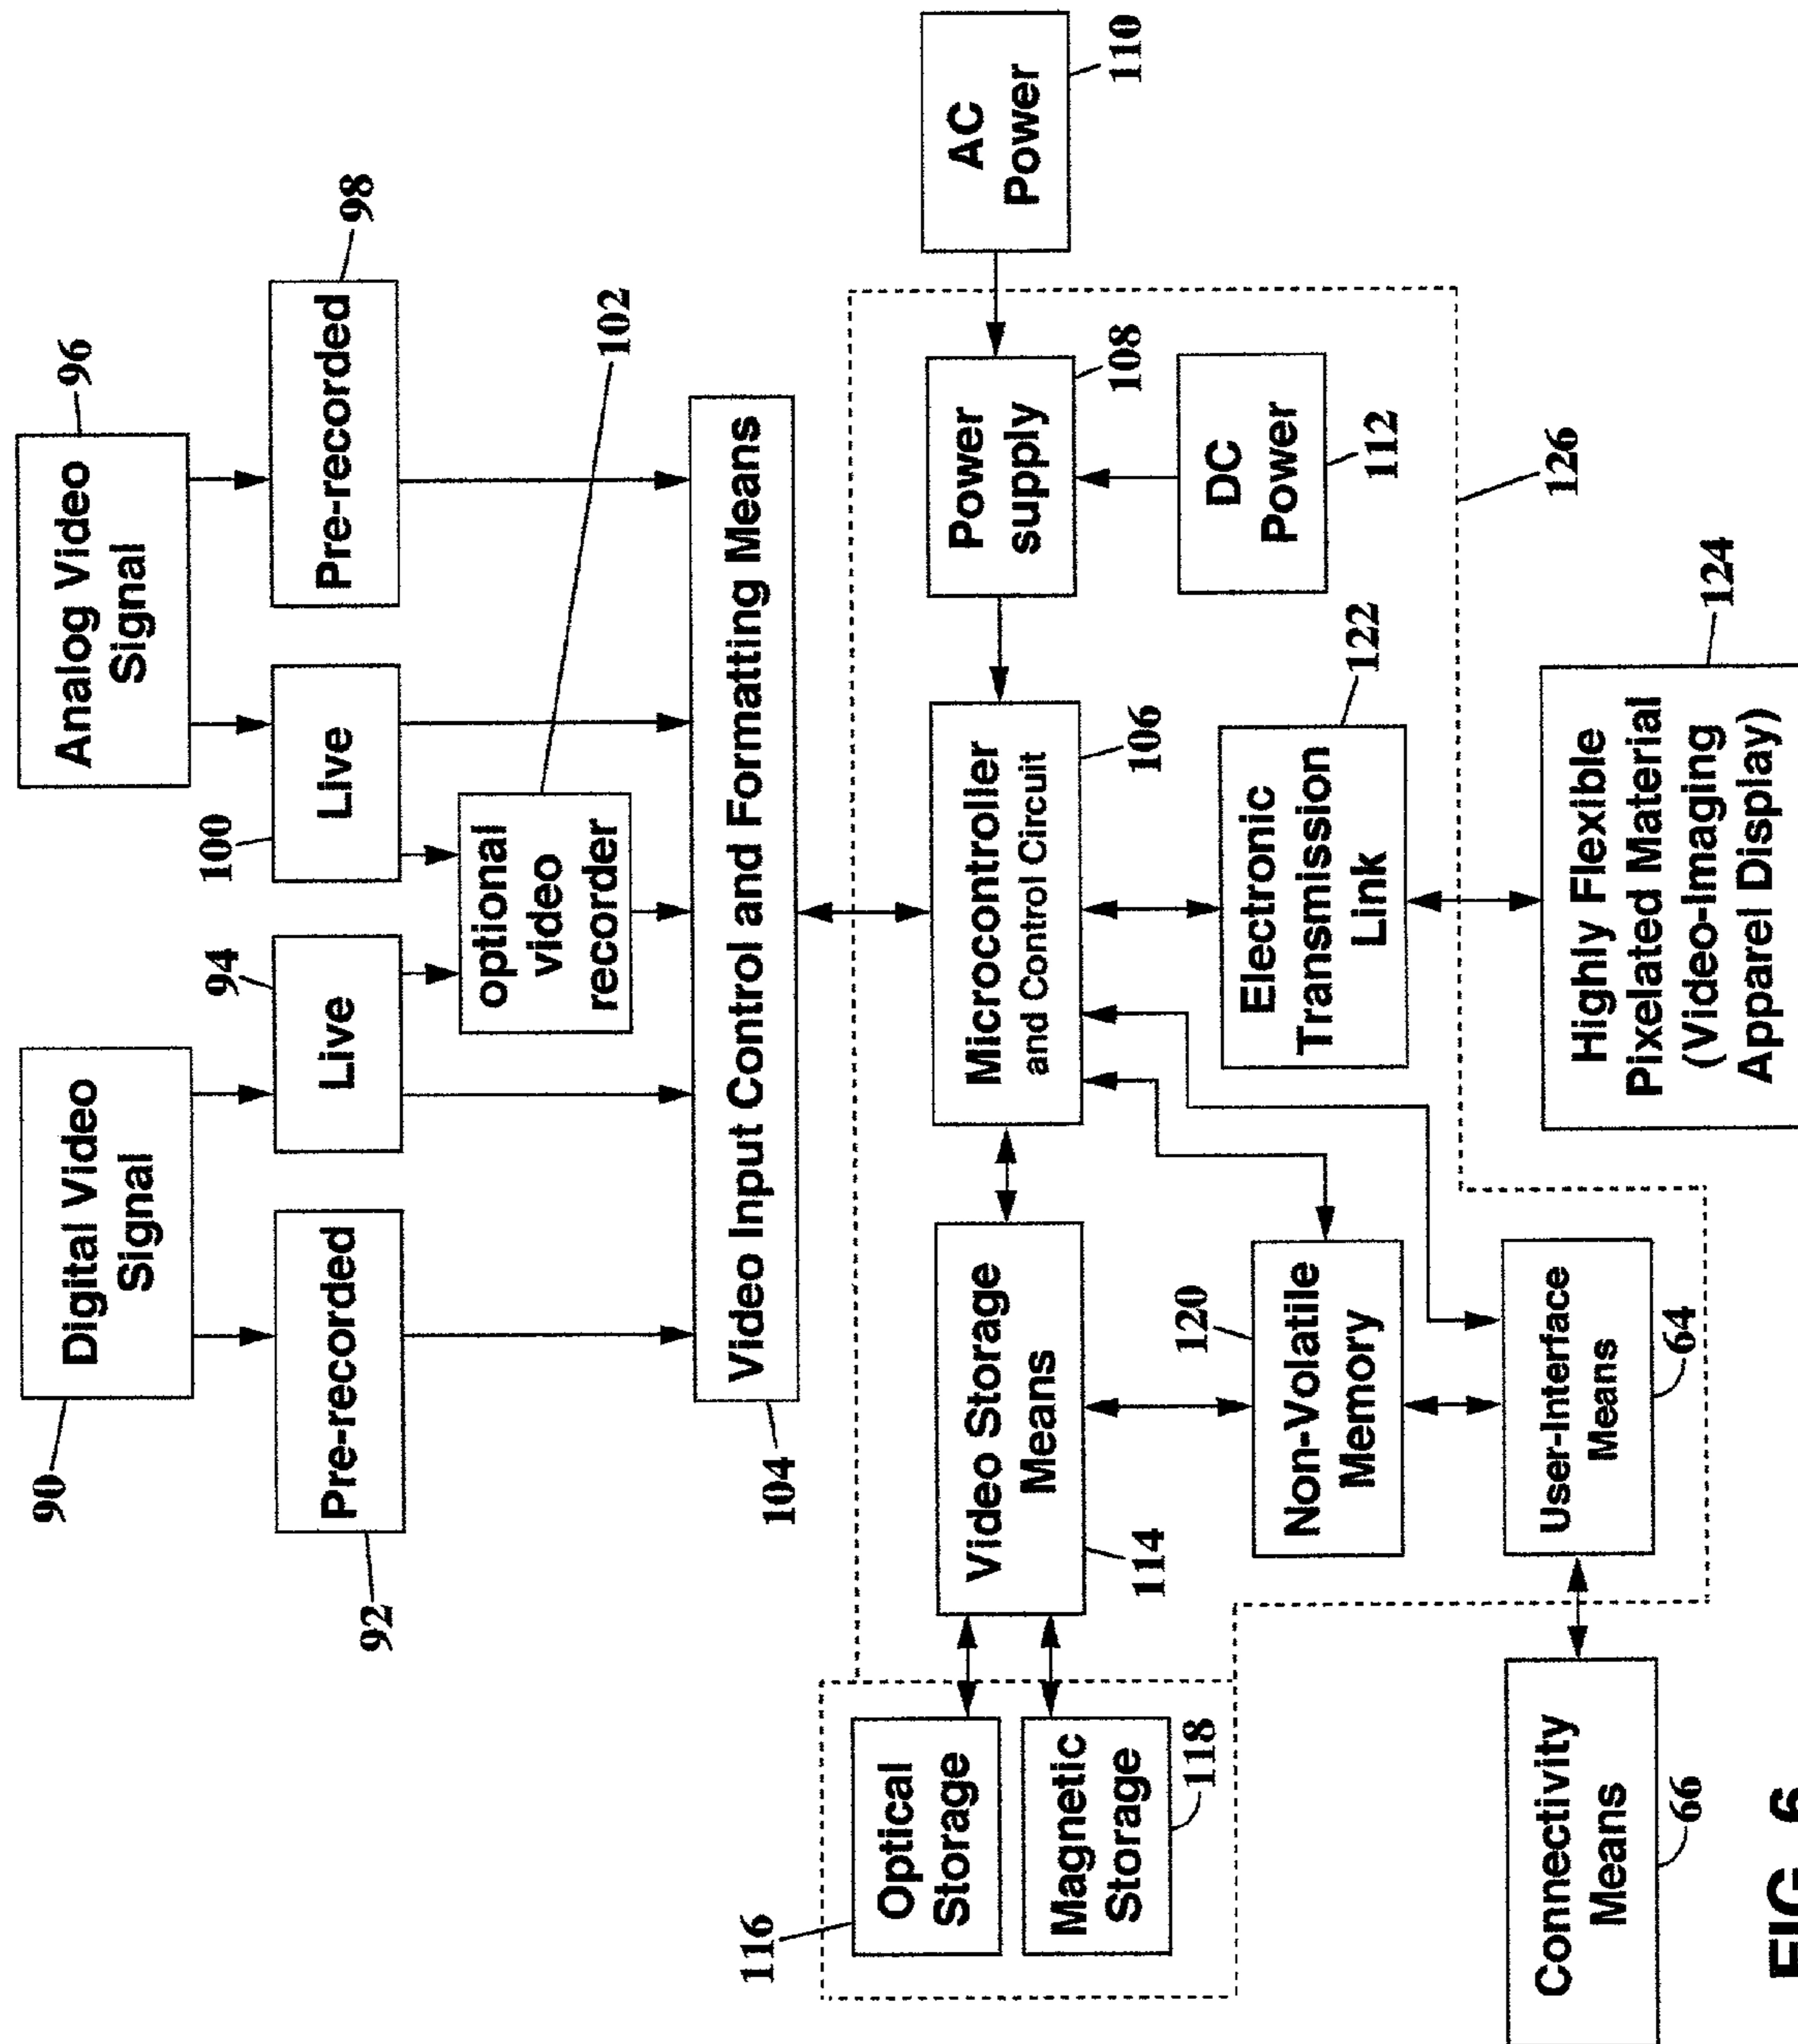 Digital Video
Signal
90
Analog Video
Signal
96
Pre-recorded
92
Live
94
Live
100
Pre-recorded
98
optional
video
recorder
102
Video Input Control and Formatting Means
104
Optical
Storage
116
Magnetic
Storage
118
Video Storage
Means
114
Microcontroller
and Control Circuit
106
Power
supply
108
AC
Power
110
Non-Volatile
Memory
120
Electronic
Transmission
Link
122
DC
Power
112
126
Connectivity
Means
66
User-Interface
Means
64
Highly Flexible
Pixelated Material
(Video-Imaging
Apparel Display)
124
FIG. 6